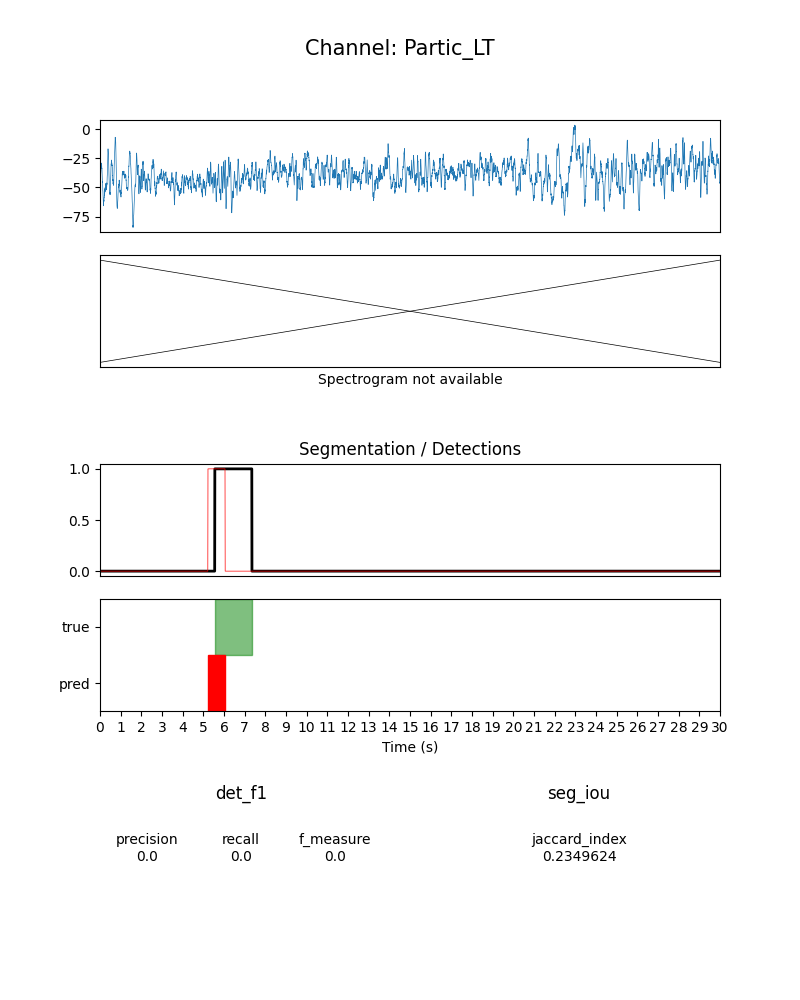 Channel: Partic_LT
0
−25
−50
−75
Spectrogram not available
Segmentation / Detections
1.0
0.5
0.0
true
pred
0 1 2 3 4 5 6 7 8 9 10 11 12 13 14 15 16 17 18 19 20 21 22 23 24 25 26 27 28 29 30
Time (s)
det_f1 seg_iou
precision recall f_measure jaccard_index
0.0 0.0 0.0 0.2349624